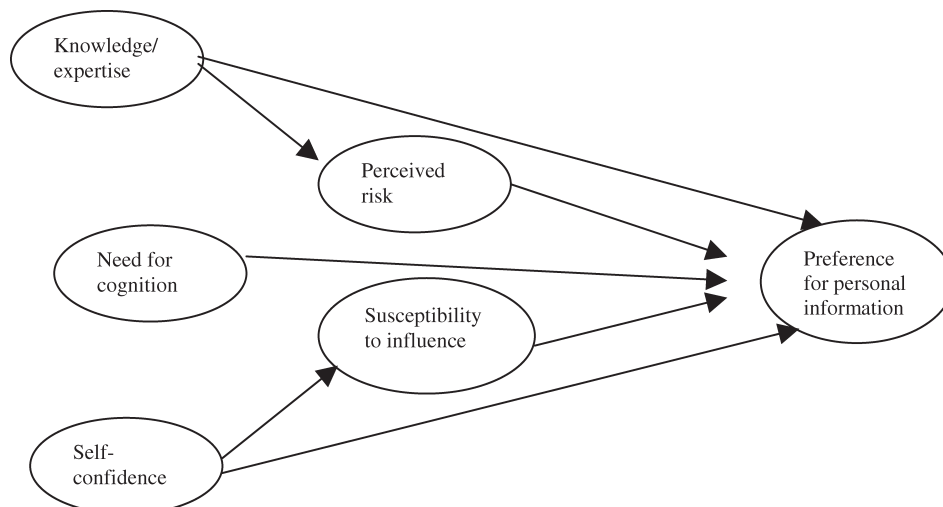 Knowledge/
expertise
Perceived
risk
Need for
cognition
Preference
for personal
information
Susceptibility
to influence
Self-
confidence